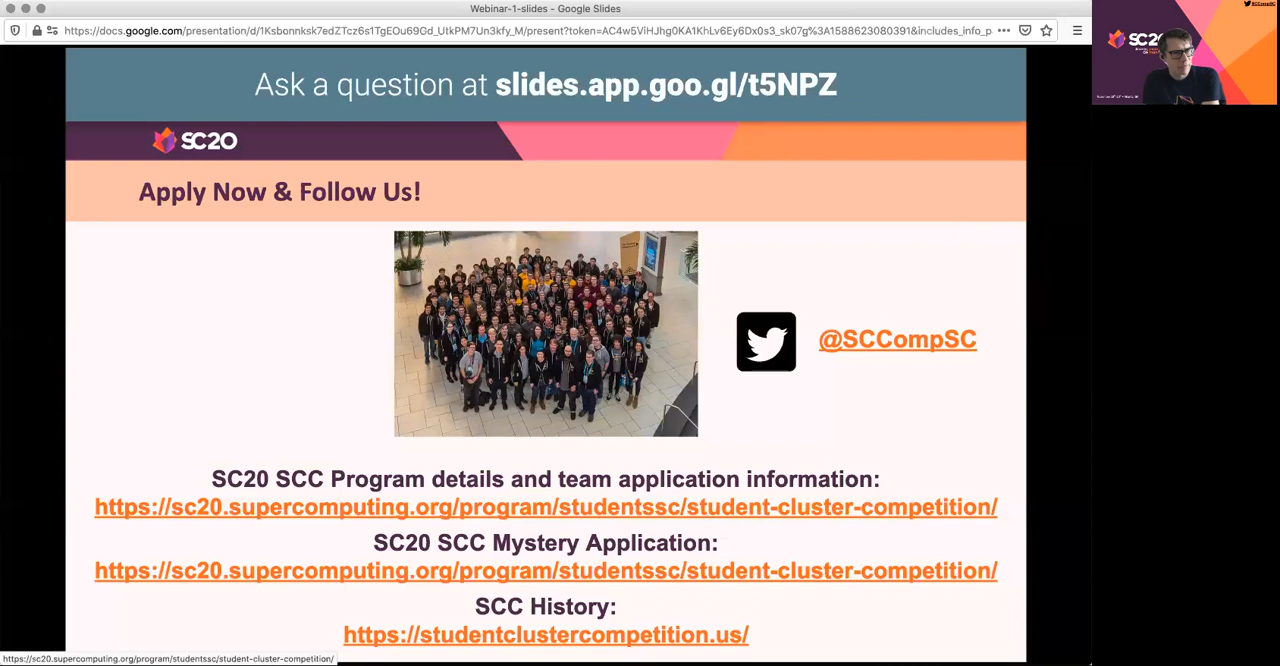 Webinar-1-slides - Google Slides
https://docs.google.com/presentation/d/1Ksbonnksk7edZTcz6s1TgEOu69Gd_UtkPM7Un3kfy_M/present?token=AC4w5ViHJhg0KA1KhLv6Ey6Dx0s3_sk07g%3A1588623080391&includes_info_p
SCCompSC
SC20
Ask a question at slides.app.goo.gl/t5NPZ
SC20
Apply Now & Follow Us!
@SCCompSC
SC20 SCC Program details and team application information:
https://sc20.supercomputing.org/program/studentssc/student-cluster-competition/
SC20 SCC Mystery Application:
https://sc20.supercomputing.org/program/studentssc/student-cluster-competition/
SCC History:
https://studentclustercompetition.us/
https://sc20.supercomputing.org/program/studentssc/student-cluster-competition/